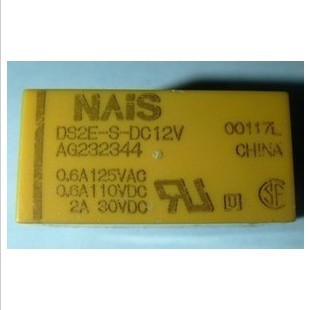 NAiS
DS2E-S-DC12V 00117L
AG232344 CHINA
0.6A125VAC
0.6A110VDC
2A 30VDC